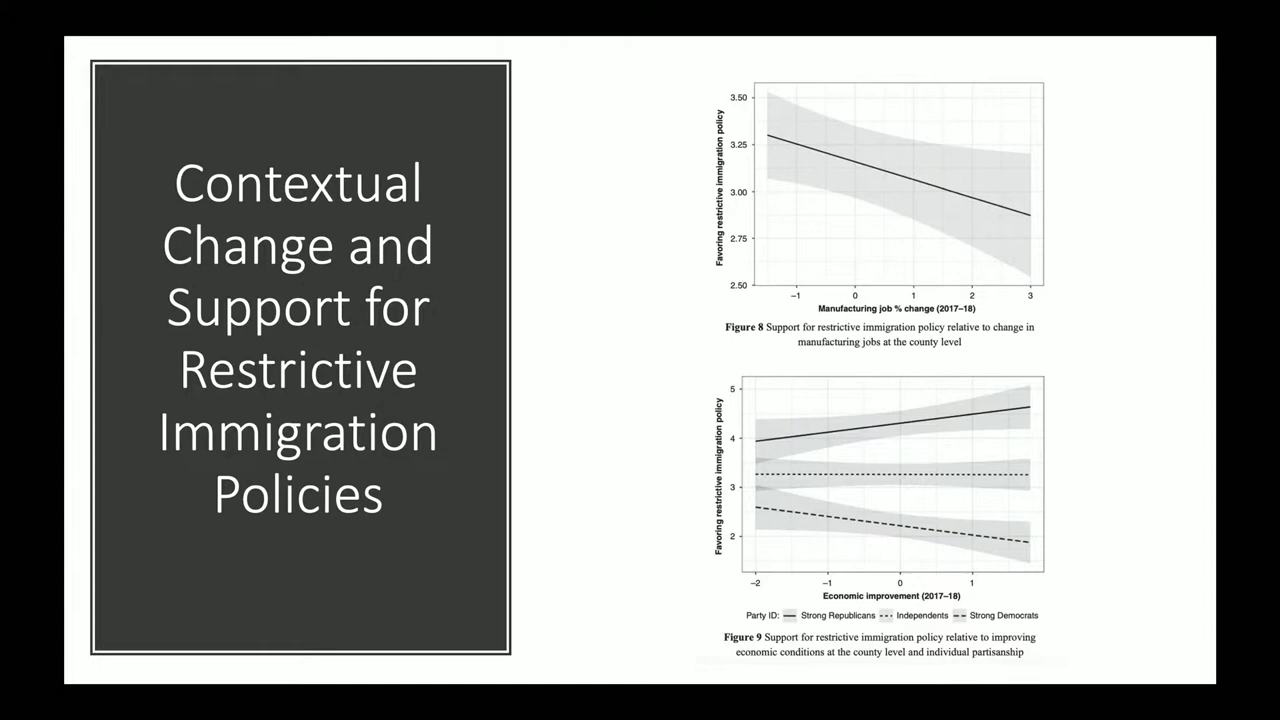 Contextual
Change and
Support for
Restrictive
Immigration
Policies
Favoring restrictive immigration policy
3.50
3.25
3.00
2.75
2.50
−1
0
1
2
3
Manufacturing job % change (2017–18)
Figure 8 Support for restrictive immigration policy relative to change in
manufacturing jobs at the county level
Favoring restrictive immigration policy
5
4
3
2
−2
−1
0
1
Economic improvement (2017–18)
Party ID: Strong Republicans Independents Strong Democrats
Figure 9 Support for restrictive immigration policy relative to improving
economic conditions at the county level and individual partisanship